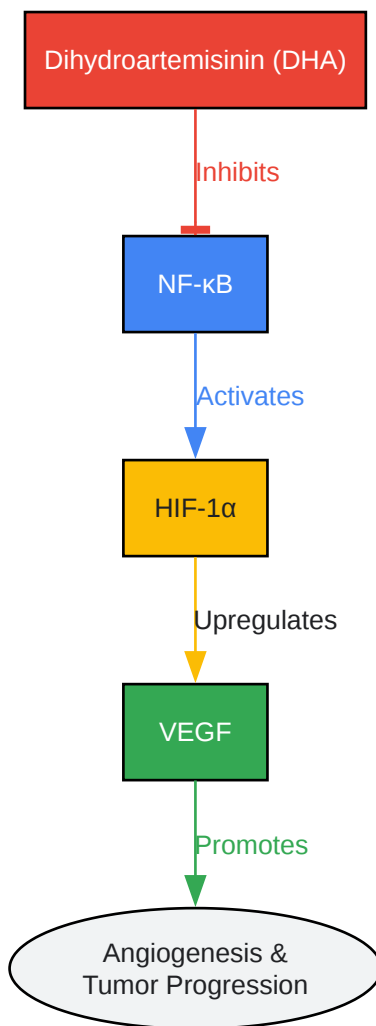 Dihydroartemisinin (DHA)
Inhibits
NF-κB
Activates
HIF-1α
Upregulates
VEGF
Promotes
Angiogenesis &
Tumor Progression